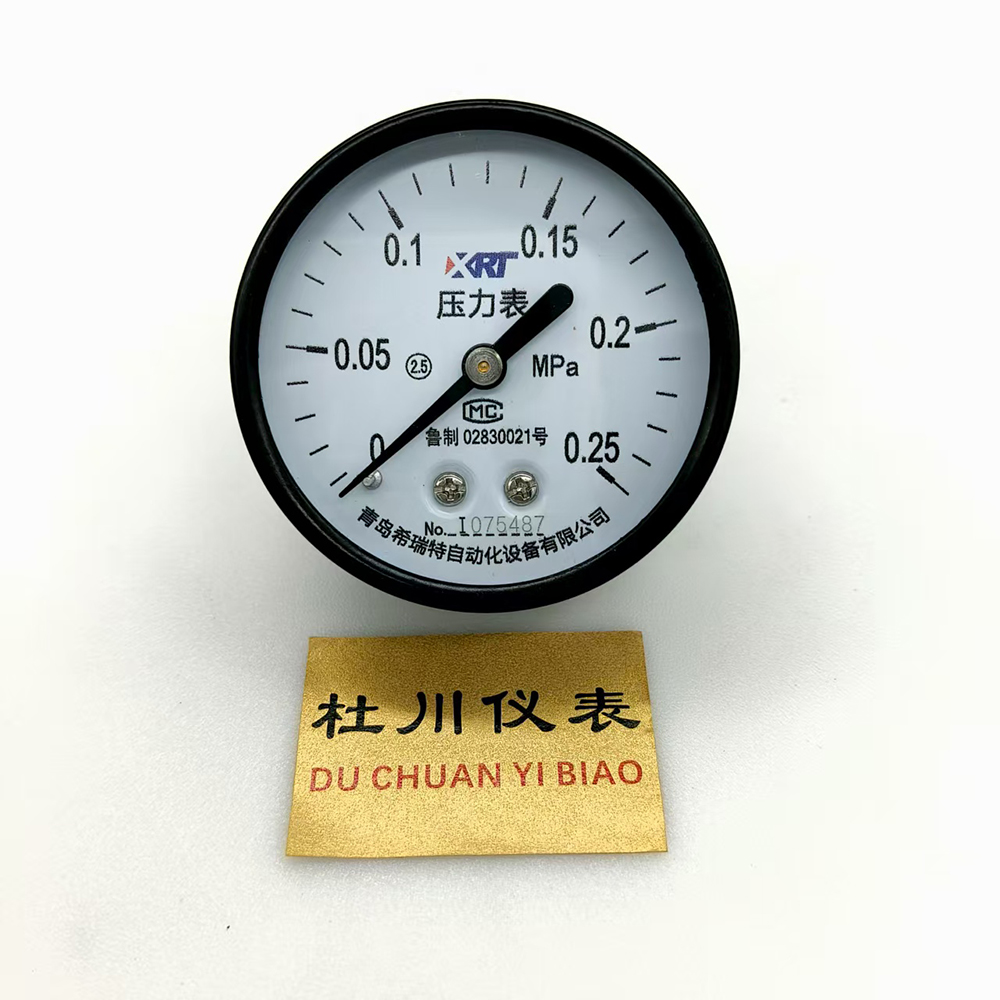 0.1
0.15
XRT
压力表
0.05
2.5
0.2
MPa
MC
0
鲁制 02830021号
0.25
No. I075487
青岛希瑞特自动化设备有限公司
杜川仪表
DU CHUAN YI BIAO